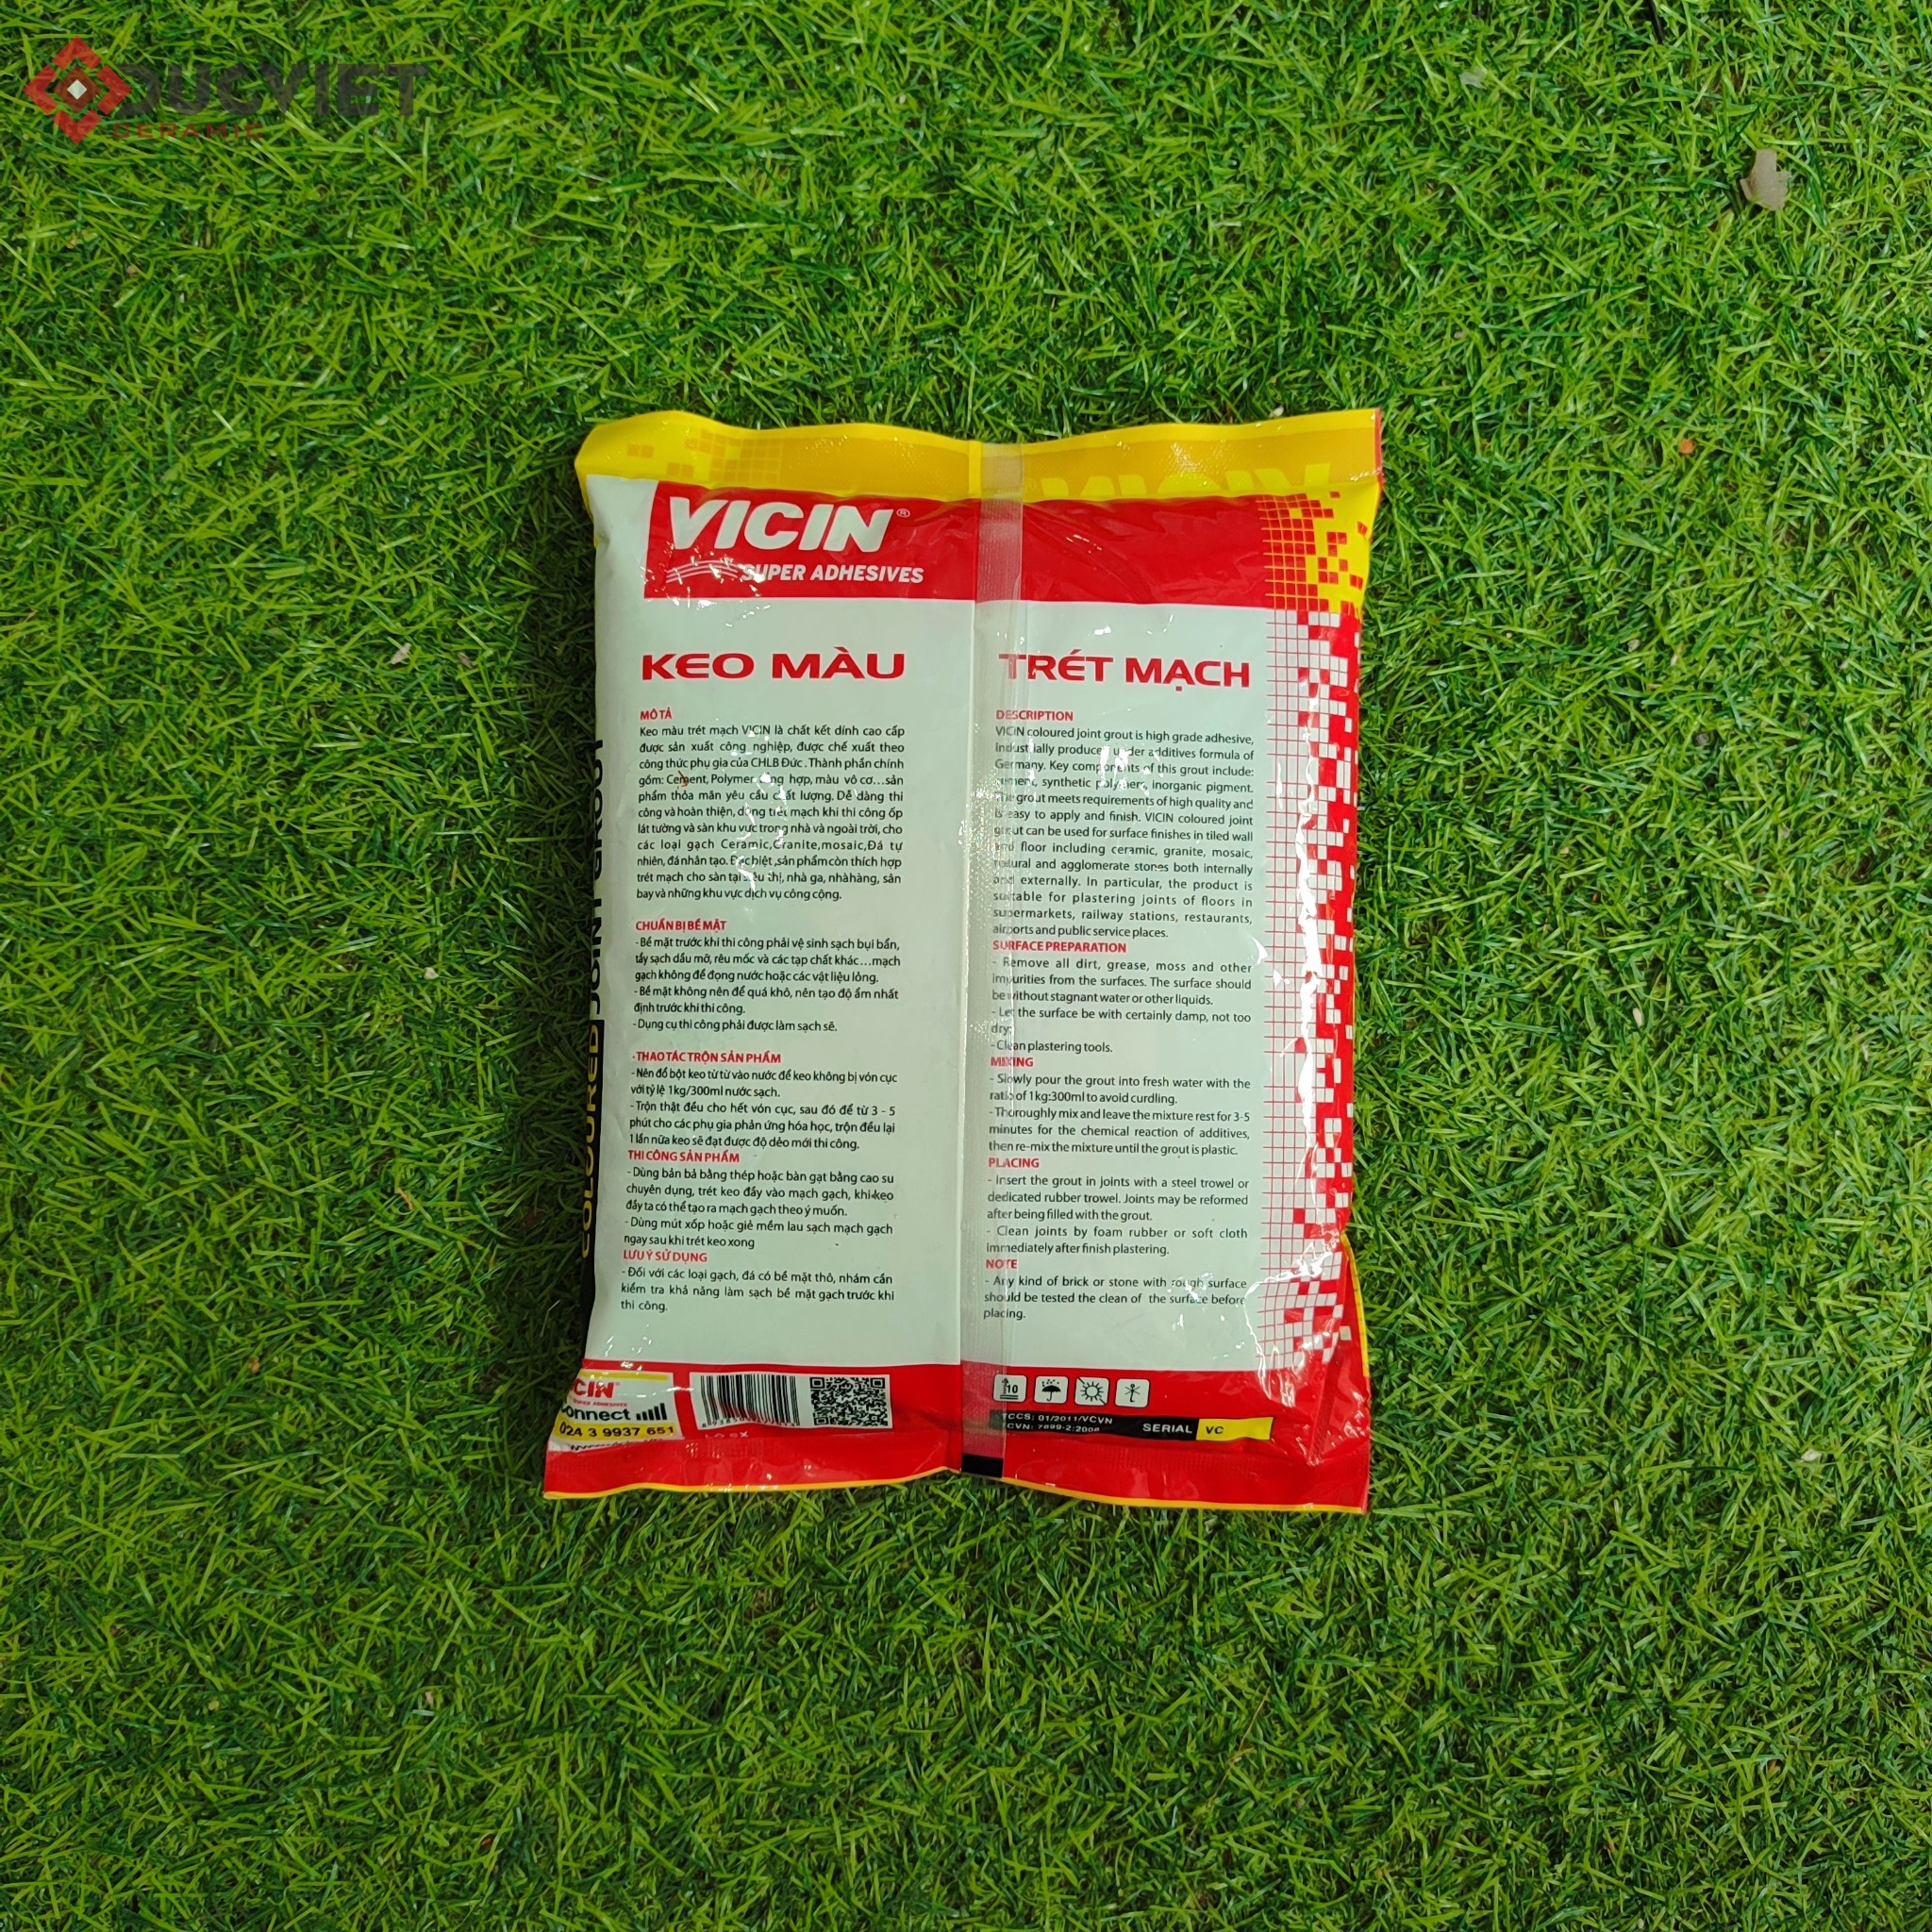 DUCVIET
CERAMIC
VICIN®
SUPER ADHESIVES
KEO MÀU
TRÉT MẠCH
MÔ TẢ
Keo màu trét mạch VICIN là chất kết dính cao cấp
được sản xuất công nghiệp, được chế xuất theo
công thức phụ gia của CHLB Đức . Thành phần chính
gồm: Cement, Polymer tổng hợp, màu vô cơ...sản
phẩm thỏa mãn yêu cầu chất lượng. Dễ dàng thi
công và hoàn thiện, dùng trét mạch khi thi công ốp
lát tường và sàn khu vực trong nhà và ngoài trời, cho
các loại gạch Ceramic,Granite,mosaic,Đá tự
nhiên, đá nhân tạo. Đặc biệt ,sản phẩm còn thích hợp
trét mạch cho sàn tại siêu thị, nhà ga, nhàhàng, sân
bay và những khu vực dịch vụ công cộng.
CHUẨN BỊ BỀ MẶT
- Bề mặt trước khi thi công phải vệ sinh sạch bụi bẩn,
tẩy sạch dầu mỡ, rêu mốc và các tạp chất khác...mạch
gạch không để đọng nước hoặc các vật liệu lỏng.
- Bề mặt không nên để quá khô, nên tạo độ ẩm nhất
định trước khi thi công.
- Dụng cụ thi công phải được làm sạch sẽ.
THAO TÁC TRỘN SẢN PHẨM
- Nên đổ bột keo từ từ vào nước để keo không bị vón cục
với tỷ lệ 1kg/300ml nước sạch.
- Trộn thật đều cho hết vón cục, sau đó để từ 3 - 5
phút cho các phụ gia phản ứng hóa học, trộn đều lại
1 lần nữa keo sẽ đạt được độ dẻo mới thi công.
THI CÔNG SẢN PHẨM
- Dùng bản bả bằng thép hoặc bàn gạt bằng cao su
chuyên dụng, trét keo đầy vào mạch gạch, khi keo
đầy ta có thể tạo ra mạch gạch theo ý muốn.
- Dùng mút xốp hoặc giẻ mềm lau sạch mạch gạch
ngay sau khi trét keo xong
LƯU Ý SỬ DỤNG
- Đối với các loại gạch, đá có bề mặt thô, nhám cần
kiểm tra khả năng làm sạch bề mặt gạch trước khi
thi công.
DESCRIPTION
VICIN coloured joint grout is high grade adhesive,
industrially produced under additives formula of
Germany. Key components of this grout include:
cument, synthetic polymers, inorganic pigment.
The grout meets requirements of high quality and
is easy to apply and finish. VICIN coloured joint
grout can be used for surface finishes in tiled wall
and floor including ceramic, granite, mosaic,
natural and agglomerate stones both internally
and externally. In particular, the product is
suitable for plastering joints of floors in
supermarkets, railway stations, restaurants,
airports and public service places.
SURFACE PREPARATION
- Remove all dirt, grease, moss and other
impurities from the surfaces. The surface should
be without stagnant water or other liquids.
- Let the surface be with certainly damp, not too
dry.
- Clean plastering tools.
MIXING
- Slowly pour the grout into fresh water with the
ratio of 1kg:300ml to avoid curdling.
- Thoroughly mix and leave the mixture rest for 3-5
minutes for the chemical reaction of additives,
then re-mix the mixture until the grout is plastic.
PLACING
- Insert the grout in joints with a steel trowel or
dedicated rubber trowel. Joints may be reformed
after being filled with the grout.
- Clean joints by foam rubber or soft cloth
immediately after finish plastering.
NOTE
- Any kind of brick or stone with rough surface
should be tested the clean of the surface before
placing.
COLOURED JOINT GROUT
024 3 9937 651
10
TCCS: 01/2011/VCVN
TCVN: 7899-2:2008
SERIAL VC